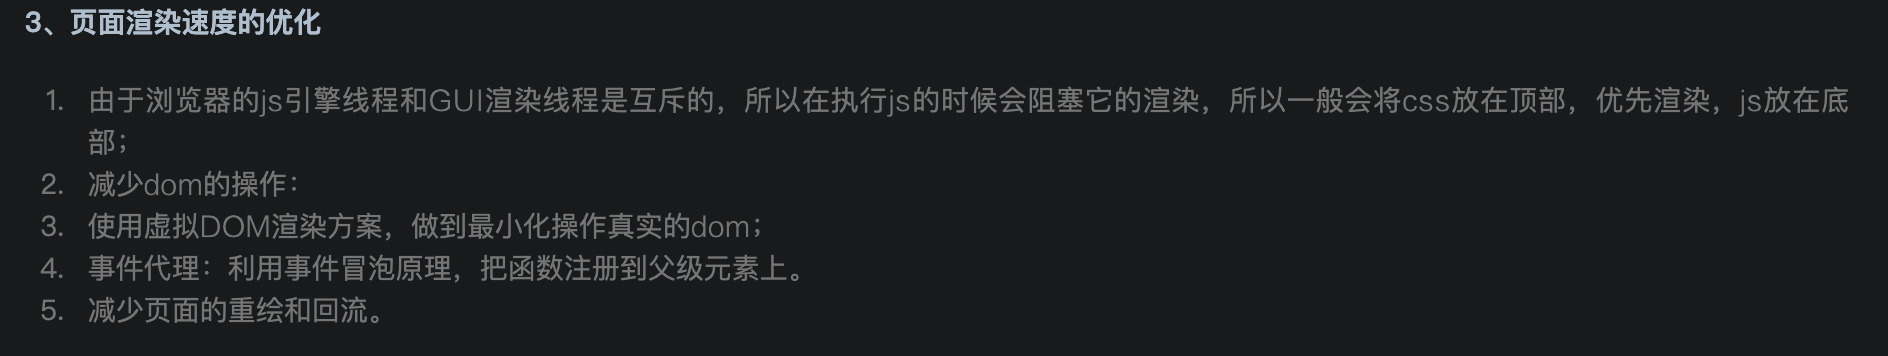 3、页面渲染速度的优化
1. 由于浏览器的js引擎线程和GUI渲染线程是互斥的，所以在执行js的时候会阻塞它的渲染，所以一般会将css放在顶部，优先渲染，js放在底
部；
2. 减少dom的操作：
3. 使用虚拟DOM渲染方案，做到最小化操作真实的dom；
4. 事件代理：利用事件冒泡原理，把函数注册到父级元素上。
5. 减少页面的重绘和回流。